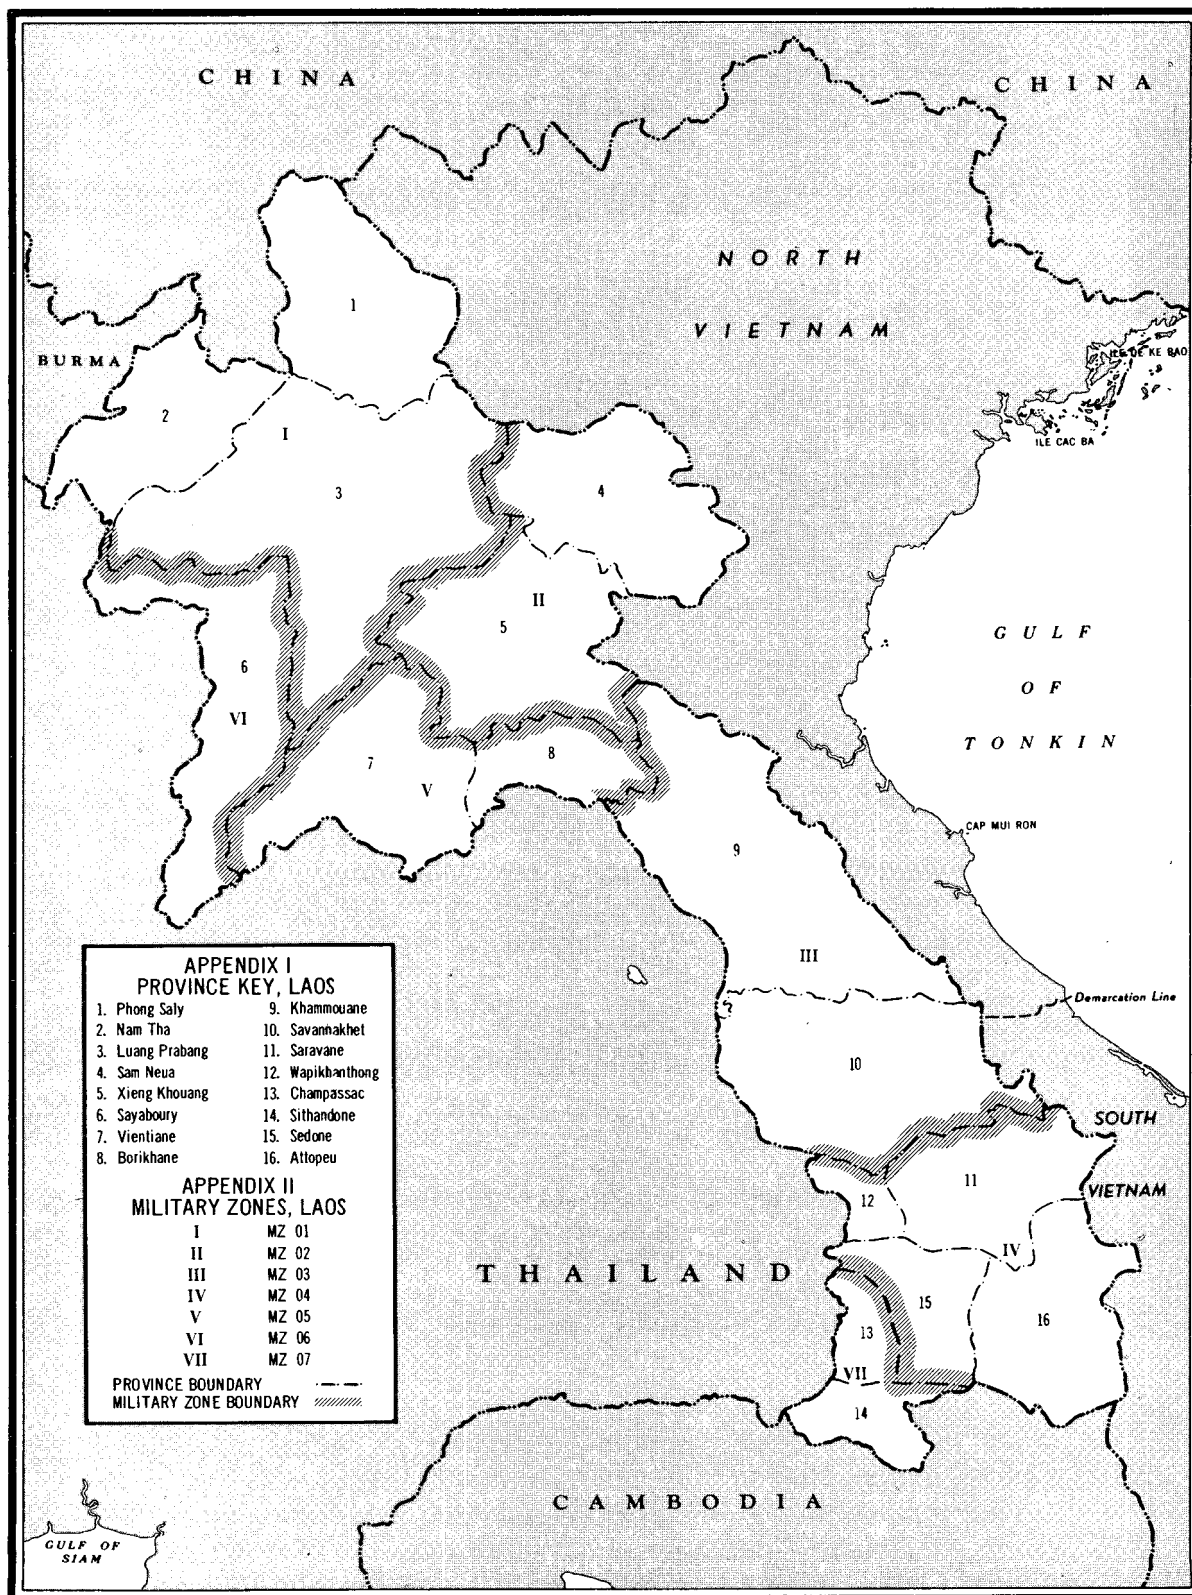 CHINA
CHINA
NORTH
VIETNAM
BURMA
ILE DE KE BAO
ILE CAC BA
1
2
I
3
4
II
5
GULF
OF
TONKIN
6
VI
7
V
8
CAP MUI RON
9
III
Demarcation Line
10
SOUTH
VIETNAM
11
12
IV
THAILAND
15
13
16
VII
14
CAMBODIA
GULF OF
SIAM
APPENDIX I
PROVINCE KEY, LAOS
1. Phong Saly 9. Khammouane
2. Nam Tha 10. Savannakhet
3. Luang Prabang 11. Saravane
4. Sam Neua 12. Wapikhanthong
5. Xieng Khouang 13. Champassac
6. Sayaboury 14. Sithandone
7. Vientiane 15. Sedone
8. Borikhane 16. Attopeu
APPENDIX II
MILITARY ZONES, LAOS
I MZ 01
II MZ 02
III MZ 03
IV MZ 04
V MZ 05
VI MZ 06
VII MZ 07
PROVINCE BOUNDARY
MILITARY ZONE BOUNDARY